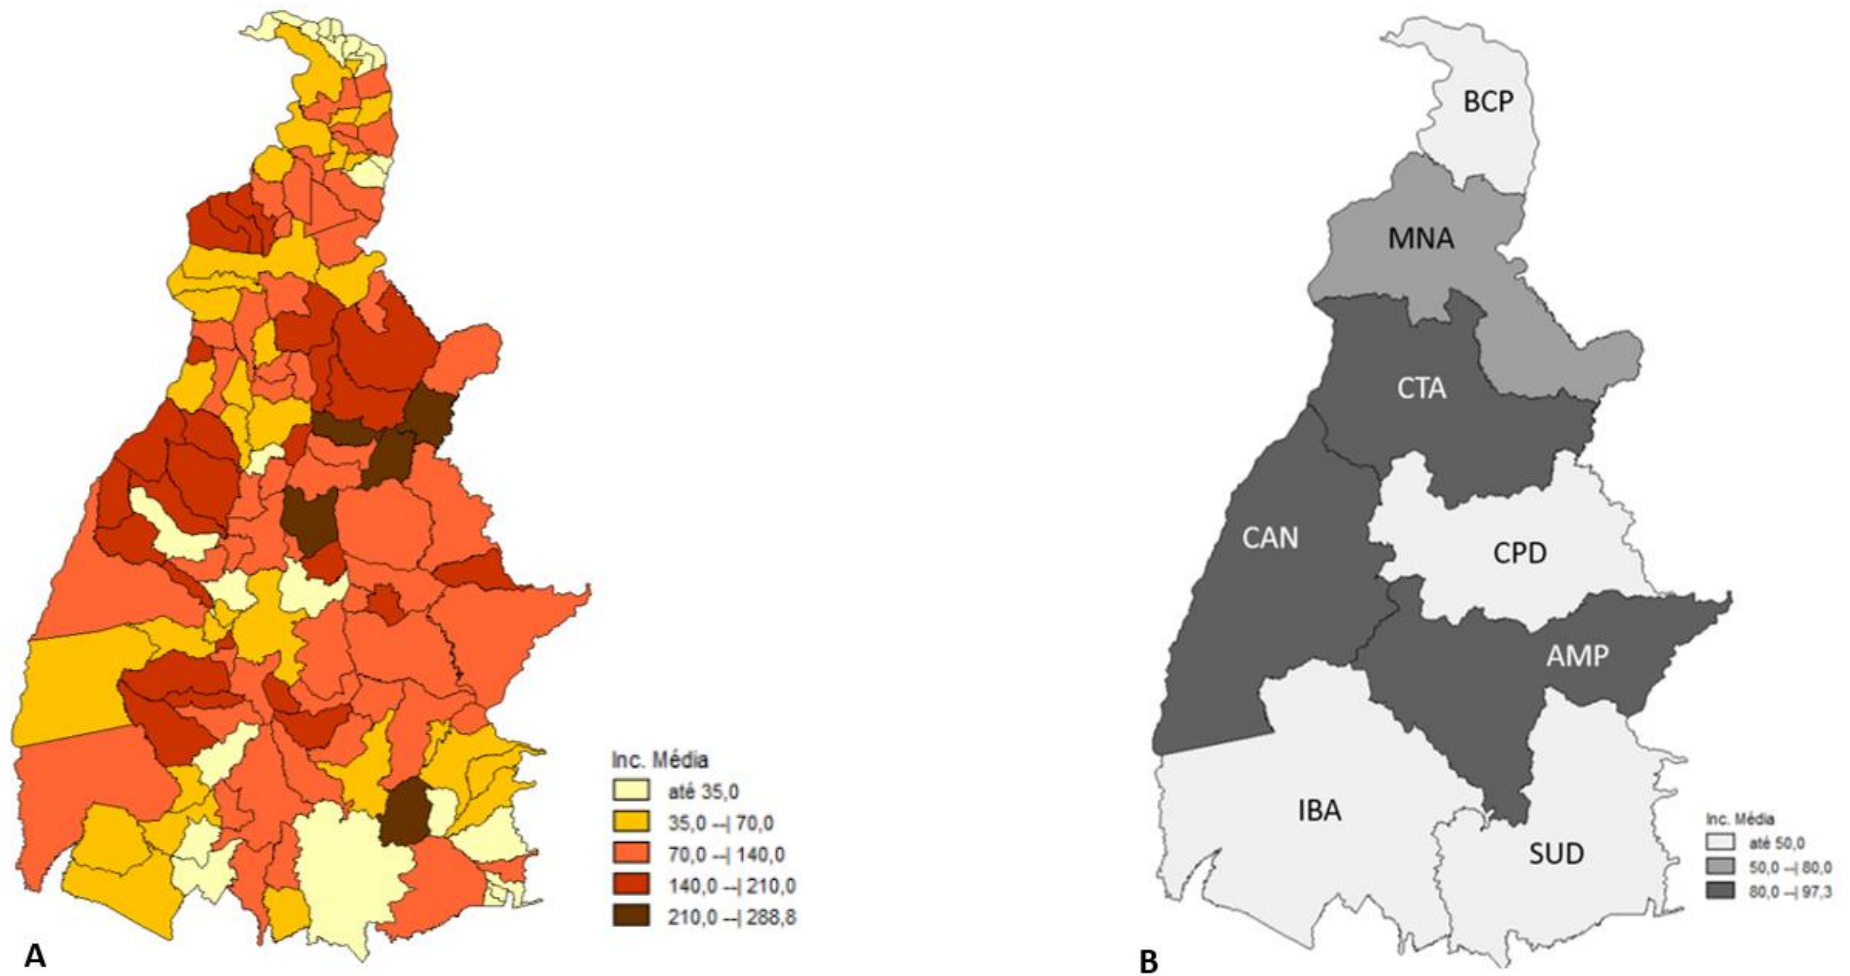 Inc. Média
até 35,0
35,0 --| 70,0
70,0 --| 140,0
140,0 --| 210,0
210,0 --| 288,8
A
BCP
MNA
CTA
CAN
CPD
AMP
IBA
SUD
Inc. Média
até 50,0
50,0 --| 80,0
80,0 --| 97,3
B